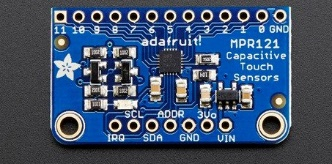 11 10 9 8 7 6 5 4 3 2 1 0 GND
adafruit!
MPR121
Capacitive
Touch
Sensors
SCL ADDR 3Vo
IRQ SDA GND VIN